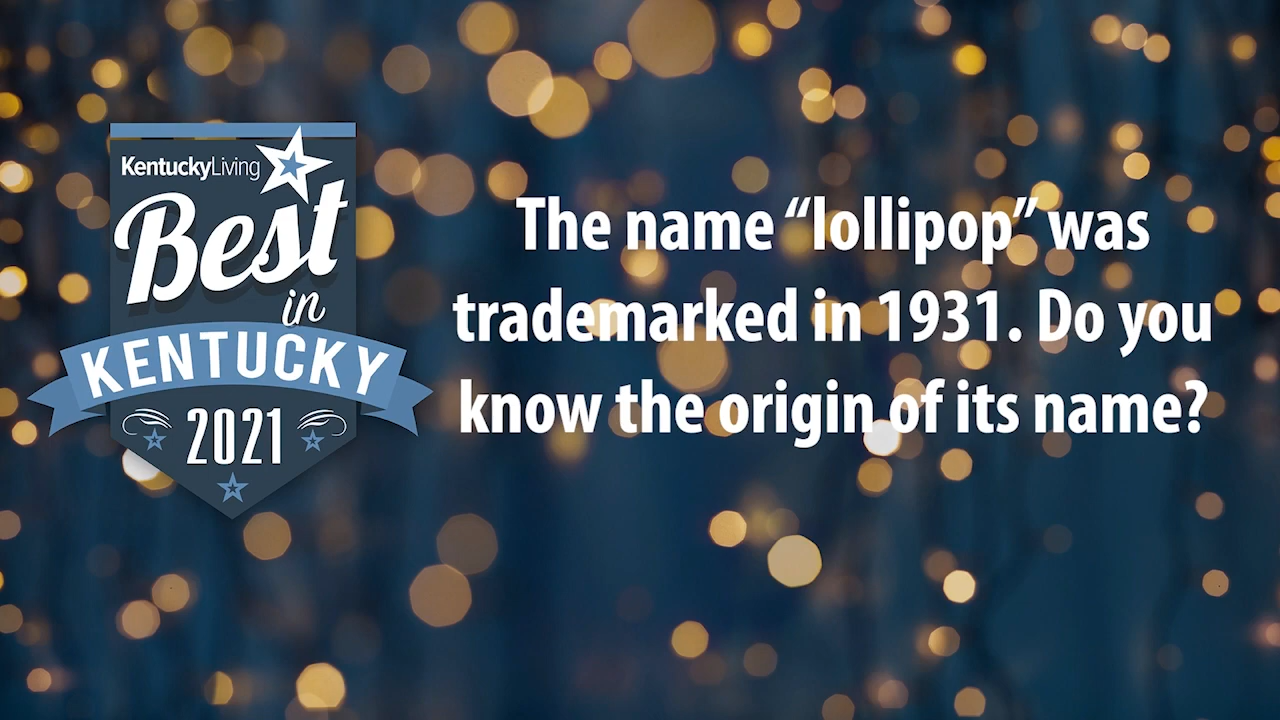 KentuckyLiving
Best
in
KENTUCKY
2021
The name “lollipop” was
trademarked in 1931. Do you
know the origin of its name?